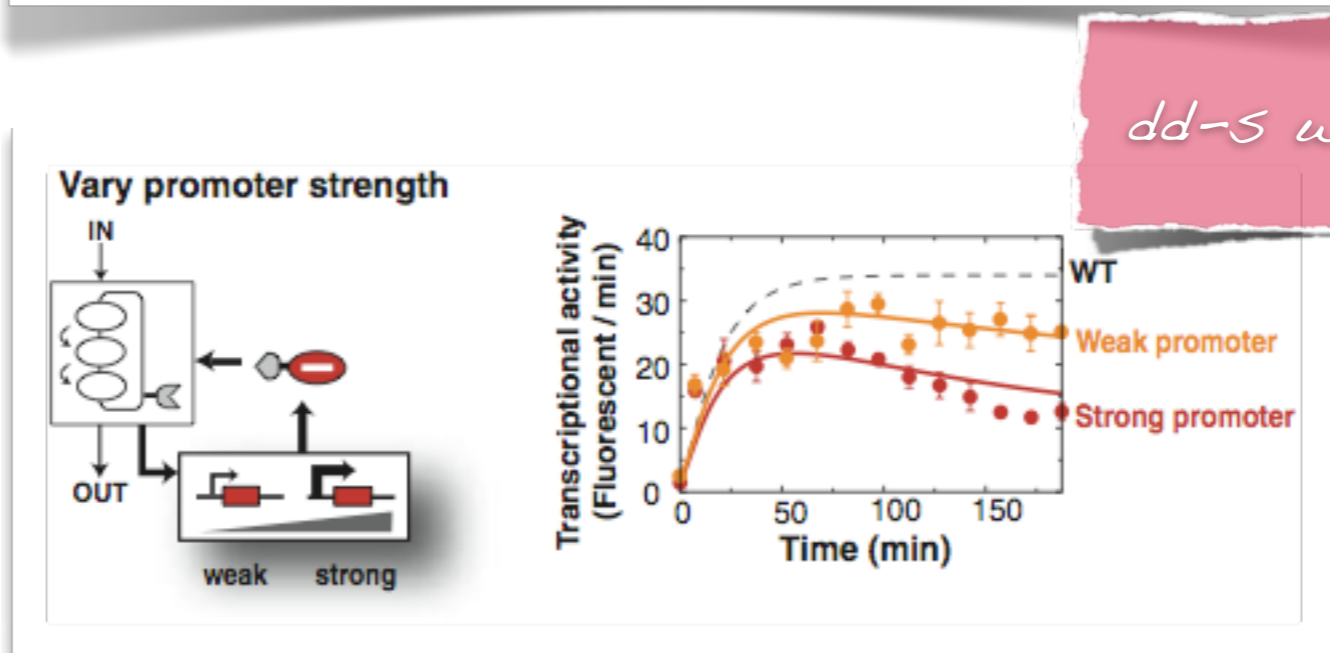 dd-s
Vary promoter strength
IN
OUT
weak strong
Transcriptional activity
(Fluorescent / min)
40
30
20
10
0
0 50 100 150
Time (min)
WT
Weak promoter
Strong promoter